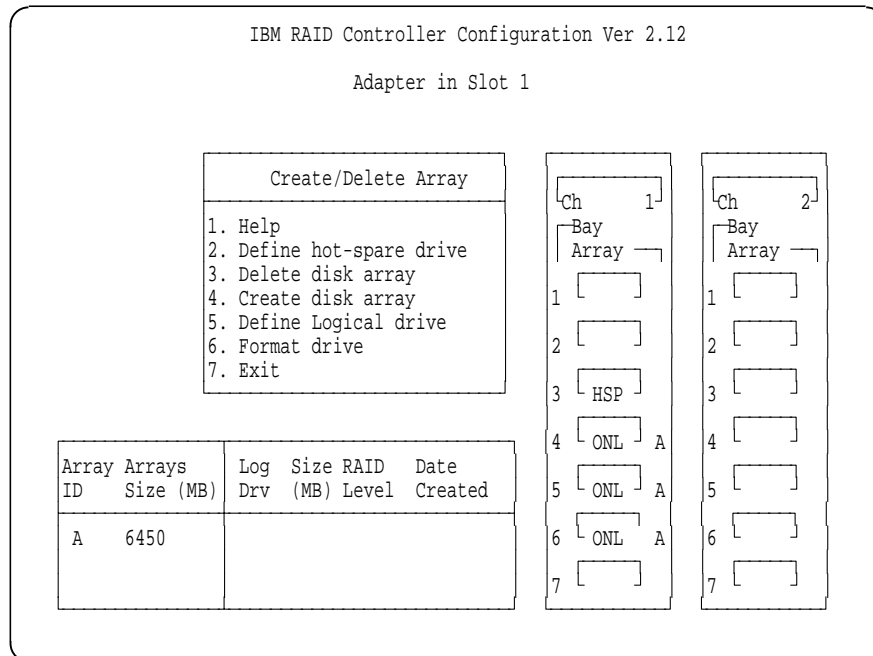 IBM RAID Controller Configuration Ver 2.12
Adapter in Slot 1
Create/Delete Array
1. Help
2. Define hot-spare drive
3. Delete disk array
4. Create disk array
5. Define Logical drive
6. Format drive
7. Exit
Array Arrays Log Size RAID Date
ID Size (MB) Drv (MB) Level Created
A 6450
Ch 1
Bay
Array
1
2
3 HSP
4 ONL A
5 ONL A
6 ONL A
7
Ch 2
Bay
Array
1
2
3
4
5
6
7